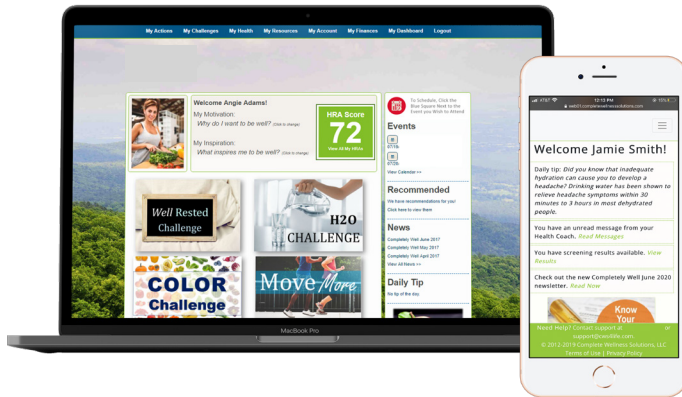 My Actions My Challenges My Health My Resources My Account My Finances My Dashboard Logout
Welcome Angie Adams!
My Motivation:
Why do I want to be well? (Click to change)
My Inspiration:
What inspires me to be well? (Click to change)
HRA Score
72
View All My HRAs
To Schedule, Click the
Blue Square Next to the
Event you Wish to Attend
Events
View Calendar >>
Recommended
We have recommendations for you!
Click here to view them
News
Completely Well June 2017
Completely Well May 2017
Completely Well April 2017
View All News >>
Daily Tip
No tip of the day.
Well Rested
Challenge
H2O
CHALLENGE
COLOR
Challenge
Move More
MacBook Pro
AT&T 12:13 PM 10%
web01.completewellnesssolutions.com
Welcome Jamie Smith!
Daily tip: Did you know that inadequate
hydration can cause you to develop a
headache? Drinking water has been shown to
relieve headache symptoms within 30
minutes to 3 hours in most dehydrated
people.
You have an unread message from your
Health Coach. Read Messages
You have screening results available. View
Results
Check out the new Completely Well June 2020
newsletter. Read Now
Know
Your
Need Help? Contact support at
support@cws4life.com
© 2012-2019 Complete Wellness Solutions, LLC
Terms of Use | Privacy Policy